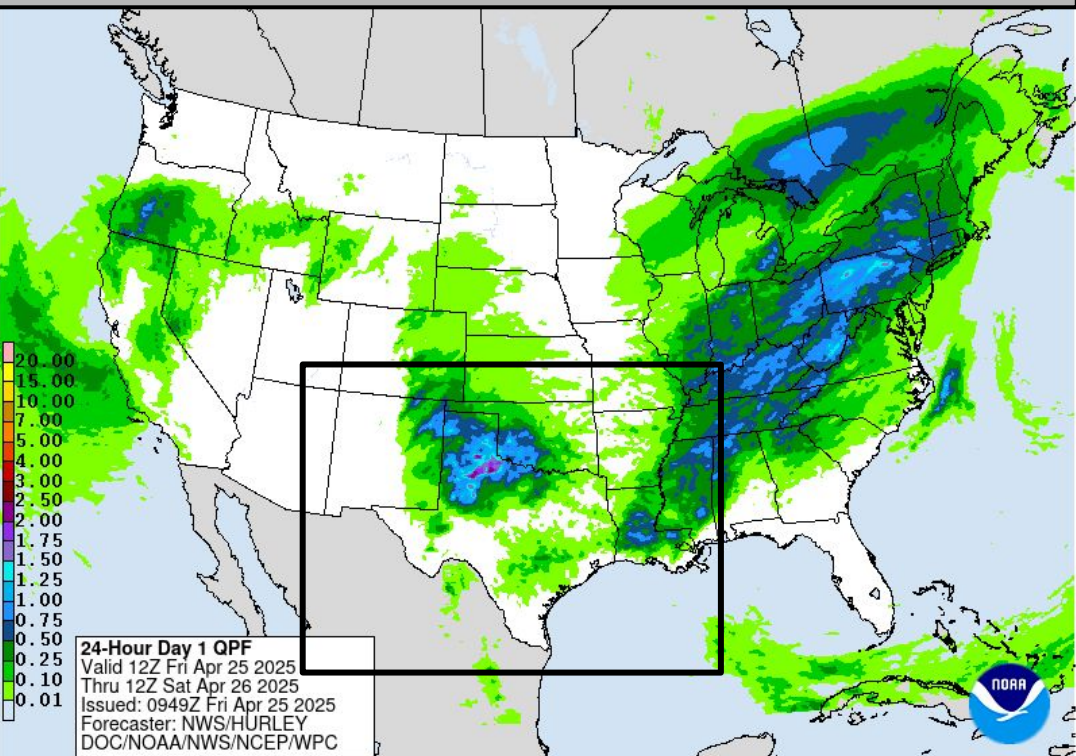 20.00
15.00
10.00
7.00
5.00
4.00
3.00
2.50
2.00
1.75
1.50
1.25
1.00
0.75
0.50
0.25
0.10
0.01
24-Hour Day 1 QPF
Valid 12Z Fri Apr 25 2025
Thru 12Z Sat Apr 26 2025
Issued: 0949Z Fri Apr 25 2025
Forecaster: NWS/HURLEY
DOC/NOAA/NWS/NCEP/WPC
NOAA